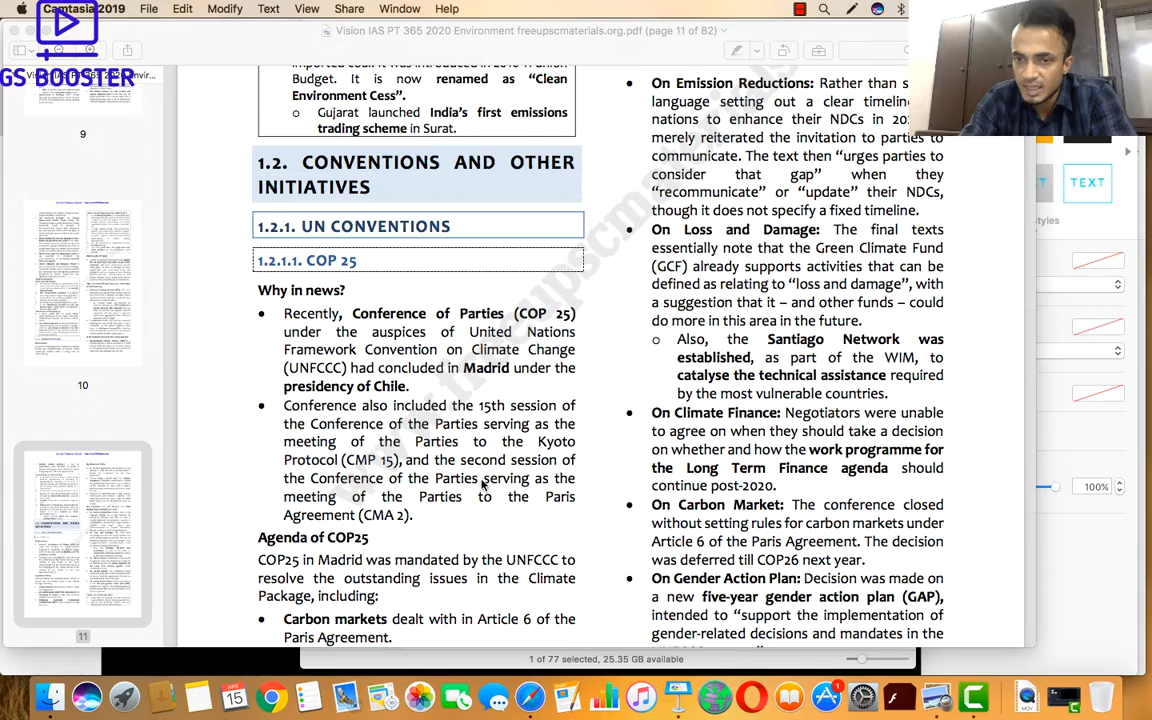 Camtasia 2019 File Edit Modify Text View Share Window Help
Vision IAS PT 365 2020 Environment freeupscmaterials.org.pdf (page 11 of 82)
GS BOOSTER
9
10
11
Budget. It is now renamed as “Clean
Environment Cess”.
o Gujarat launched India’s first emissions
trading scheme in Surat.
1.2. CONVENTIONS AND OTHER
INITIATIVES
1.2.1. UN CONVENTIONS
1.2.1.1. COP 25
Why in news?
• Recently, Conference of Parties (COP 25)
under the auspices of United Nations
Framework Convention on Climate Change
(UNFCCC) had concluded in Madrid under the
presidency of Chile.
• Conference also included the 15th session of
the Conference of the Parties serving as the
meeting of the Parties to the Kyoto
Protocol (CMP 15), and the second session of
the Conference of the Parties serving as the
meeting of the Parties to the Paris
Agreement (CMA 2).
Agenda of COP25
COP25 in Madrid was mandated by the UNFCCC to
resolve the outstanding issues in the Climate
Package, including:
• Carbon markets dealt with in Article 6 of the
Paris Agreement.
• On Emission Reductions: Rather than
language setting out a clear
nations to enhance their NDCs in
merely reiterated the invitation to parties to
communicate. The text then “urges parties to
consider that gap” when they
“recommunicate” or “update” their NDCs,
though it does not specify a fixed timeline.
• On Loss and Damage: The final texts
essentially note that the Green Climate Fund
(GCF) already supports activities that can be
defined as relating to “loss and damage”, with
a suggestion that it – and other funds – could
do more in this area in the future.
o Also, the Santiago Network was
established, as part of the WIM, to
catalyse the technical assistance required
by the most vulnerable countries.
• On Climate Finance: Negotiators were unable
to agree on when they should take a decision
on whether and how the work programme for
the Long Term Finance agenda should
continue post-2020.
• On Carbon Market: The conference closed
without setting rules for carbon markets under
Article 6 of the Paris Agreement. The decision
was deferred for COP26 next year.
• On Gender Action Plan: Decision was made on
a new five-year gender action plan (GAP),
intended to “support the implementation of
gender-related decisions and mandates in the
TEXT
100%
1 of 77 selected, 25.35 GB available
APR
15